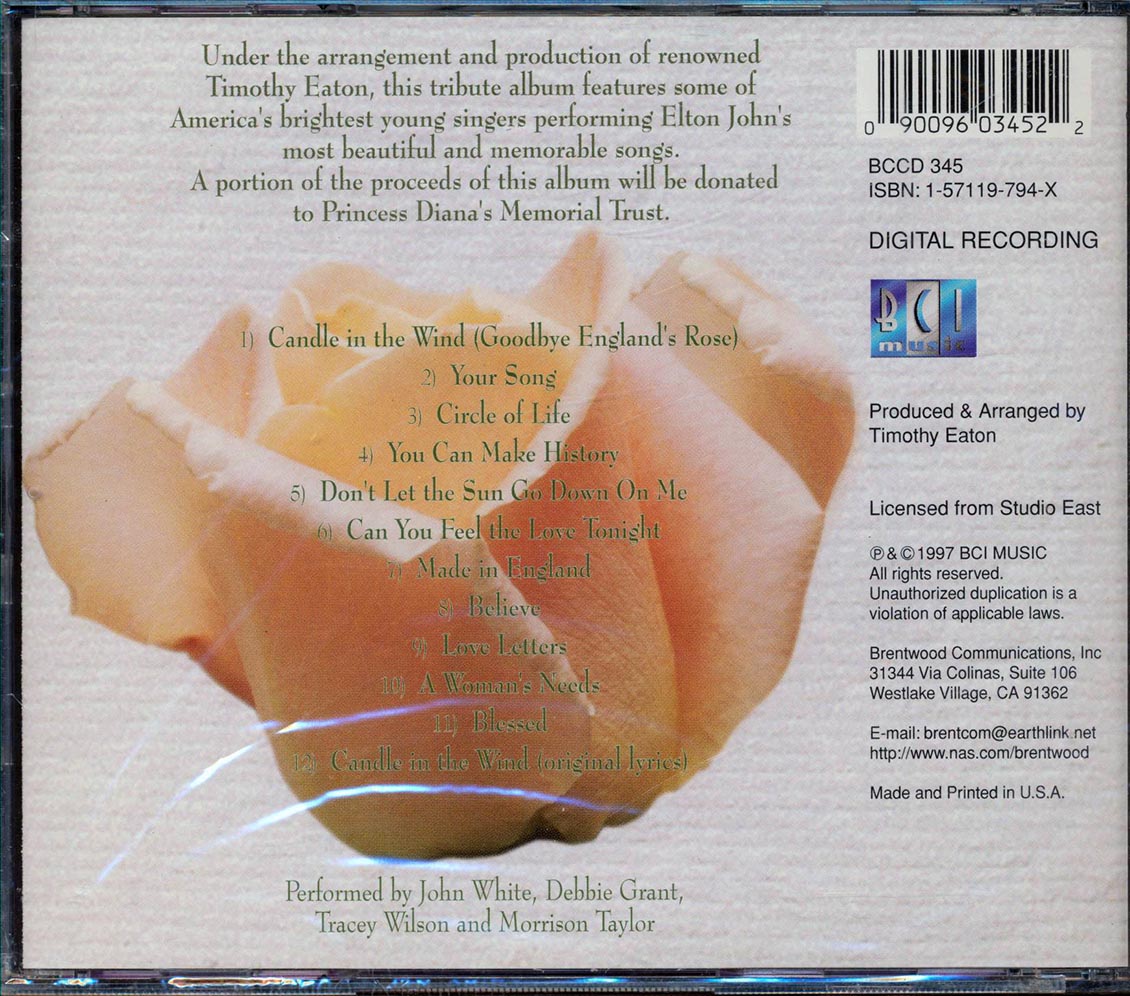 Under the arrangement and production of renowned
Timothy Eaton, this tribute album features some of
America's brightest young singers performing Elton John's
most beautiful and memorable songs.
A portion of the proceeds of this album will be donated
to Princess Diana's Memorial Trust.
1) Candle in the Wind (Goodbye England's Rose)
2) Your Song
3) Circle of Life
4) You Can Make History
5) Don't Let the Sun Go Down On Me
6) Can You Feel the Love Tonight
7) Made in England
8) Believe
9) Love Letters
10) A Woman's Needs
11) Blessed
12) Candle in the Wind (original lyrics)
Performed by John White, Debbie Grant,
Tracey Wilson and Morrison Taylor
0 90096 03452 2
BCCD 345
ISBN: 1-57119-794-X
DIGITAL RECORDING
BCI
music
Produced & Arranged by
Timothy Eaton
Licensed from Studio East
℗ & © 1997 BCI MUSIC
All rights reserved.
Unauthorized duplication is a
violation of applicable laws.
Brentwood Communications, Inc
31344 Via Colinas, Suite 106
Westlake Village, CA 91362
E-mail: brentcom@earthlink.net
http://www.nas.com/brentwood
Made and Printed in U.S.A.